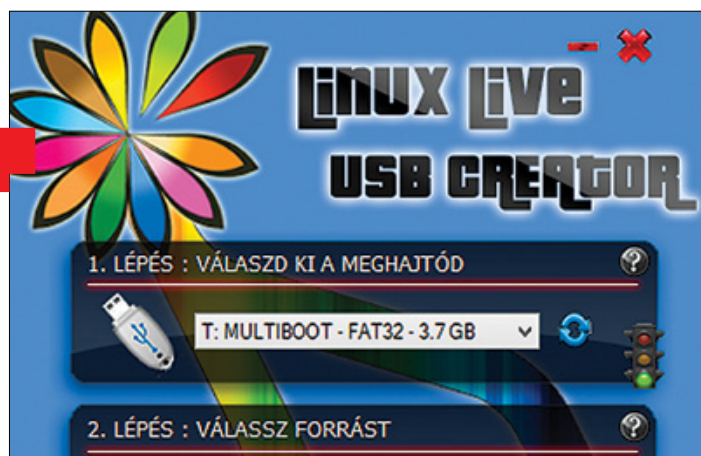 Linux Live
USB CREATOR
1. LÉPÉS : VÁLASZD KI A MEGHAJTÓD
?
T: MULTIBOOT - FAT32 - 3.7 GB
2. LÉPÉS : VÁLASSZ FORRÁST
?